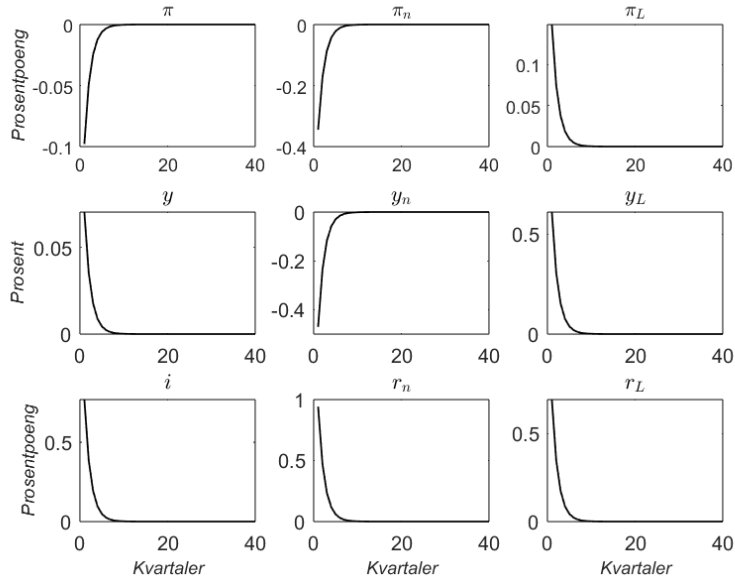 π π_n π_L
Prosentpoeng
0 -0.05 -0.1 0 20 40
0 -0.2 -0.4 0 20 40
0.1 0.05 0 0 20 40
y y_n y_L
Prosent
0.05 0 0 20 40
0 -0.2 -0.4 0 20 40
0.5 0 0 20 40
i r_n r_L
Prosentpoeng
0.5 0 0 20 40
1 0.5 0 0 20 40
0.5 0 0 20 40
Kvartaler Kvartaler Kvartaler